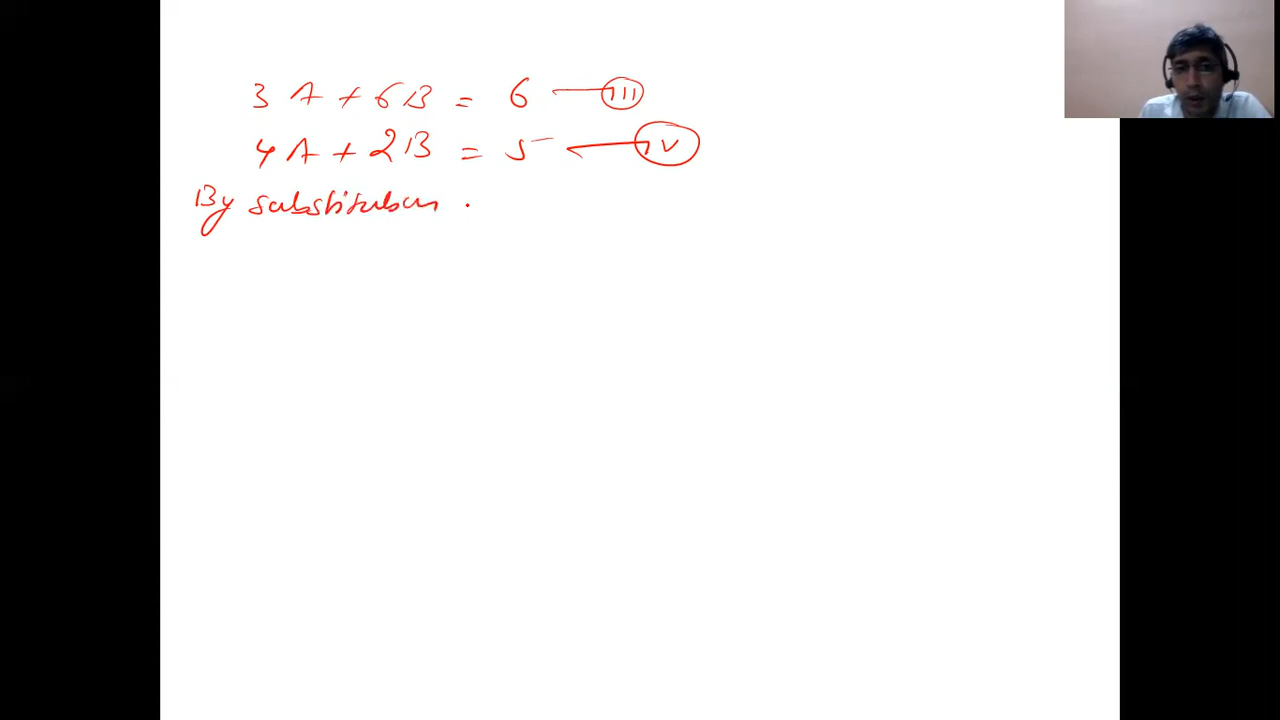 3A + 6B = 6 — III
4A + 2B = 5 — IV
By substitution .